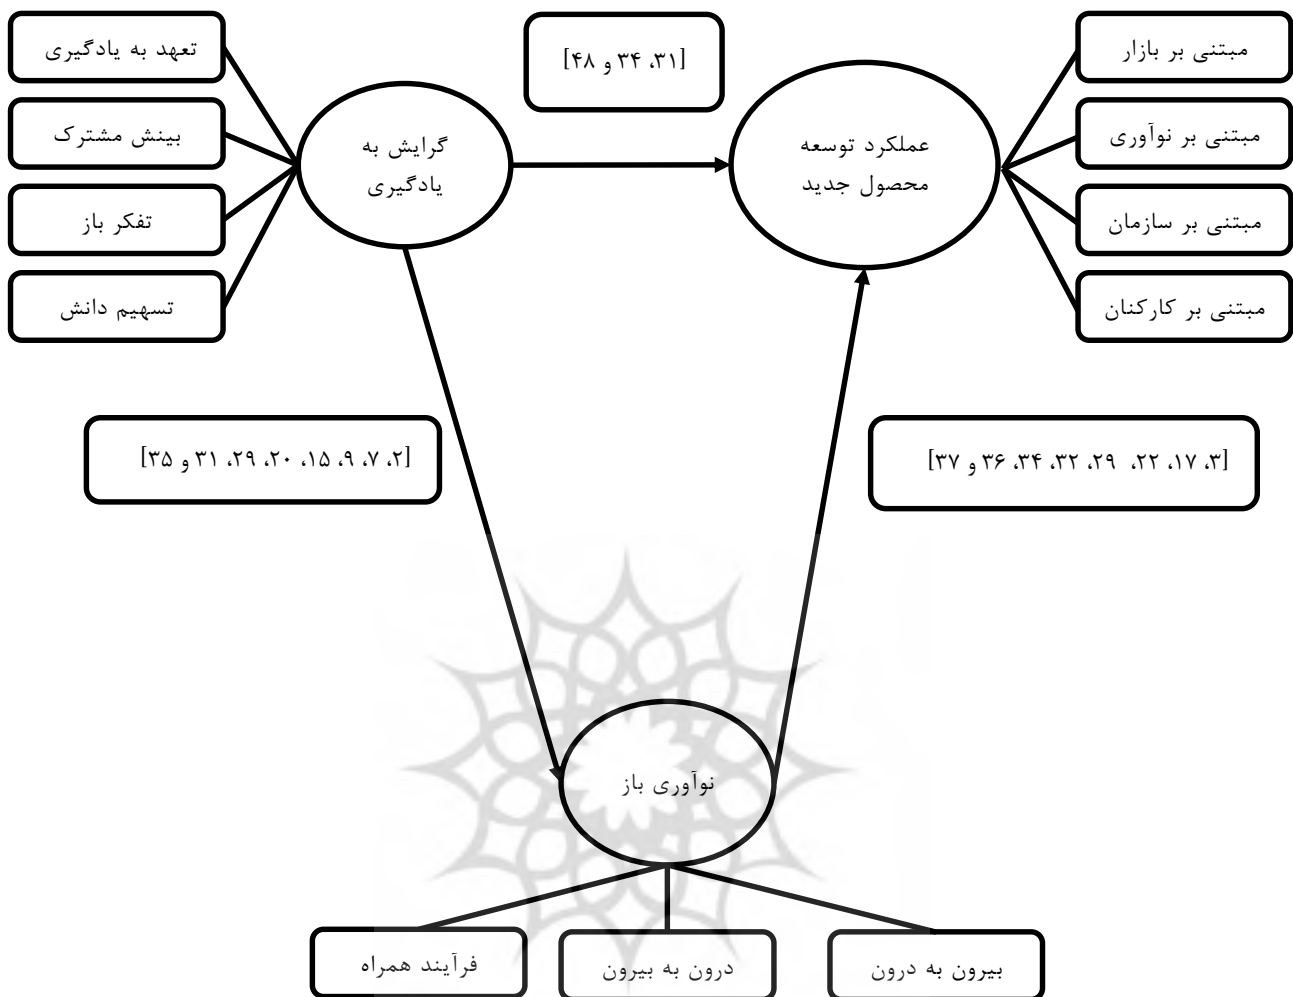 تعهد به یادگیری
بینش مشترک
تفکر باز
تسهیم دانش
گرایش به
یادگیری
[۳۱، ۳۴ و ۴۸]
عملکرد توسعه
محصول جدید
مبتنی بر بازار
مبتنی بر نوآوری
مبتنی بر سازمان
مبتنی بر کارکنان
[۲، ۷، ۹، ۱۵، ۲۰، ۲۹، ۳۱ و ۳۵]
[۳، ۱۷، ۲۲، ۲۹، ۳۲، ۳۴، ۳۶ و ۳۷]
نوآوری باز
بیرون به درون
درون به بیرون
فرآیند همراه